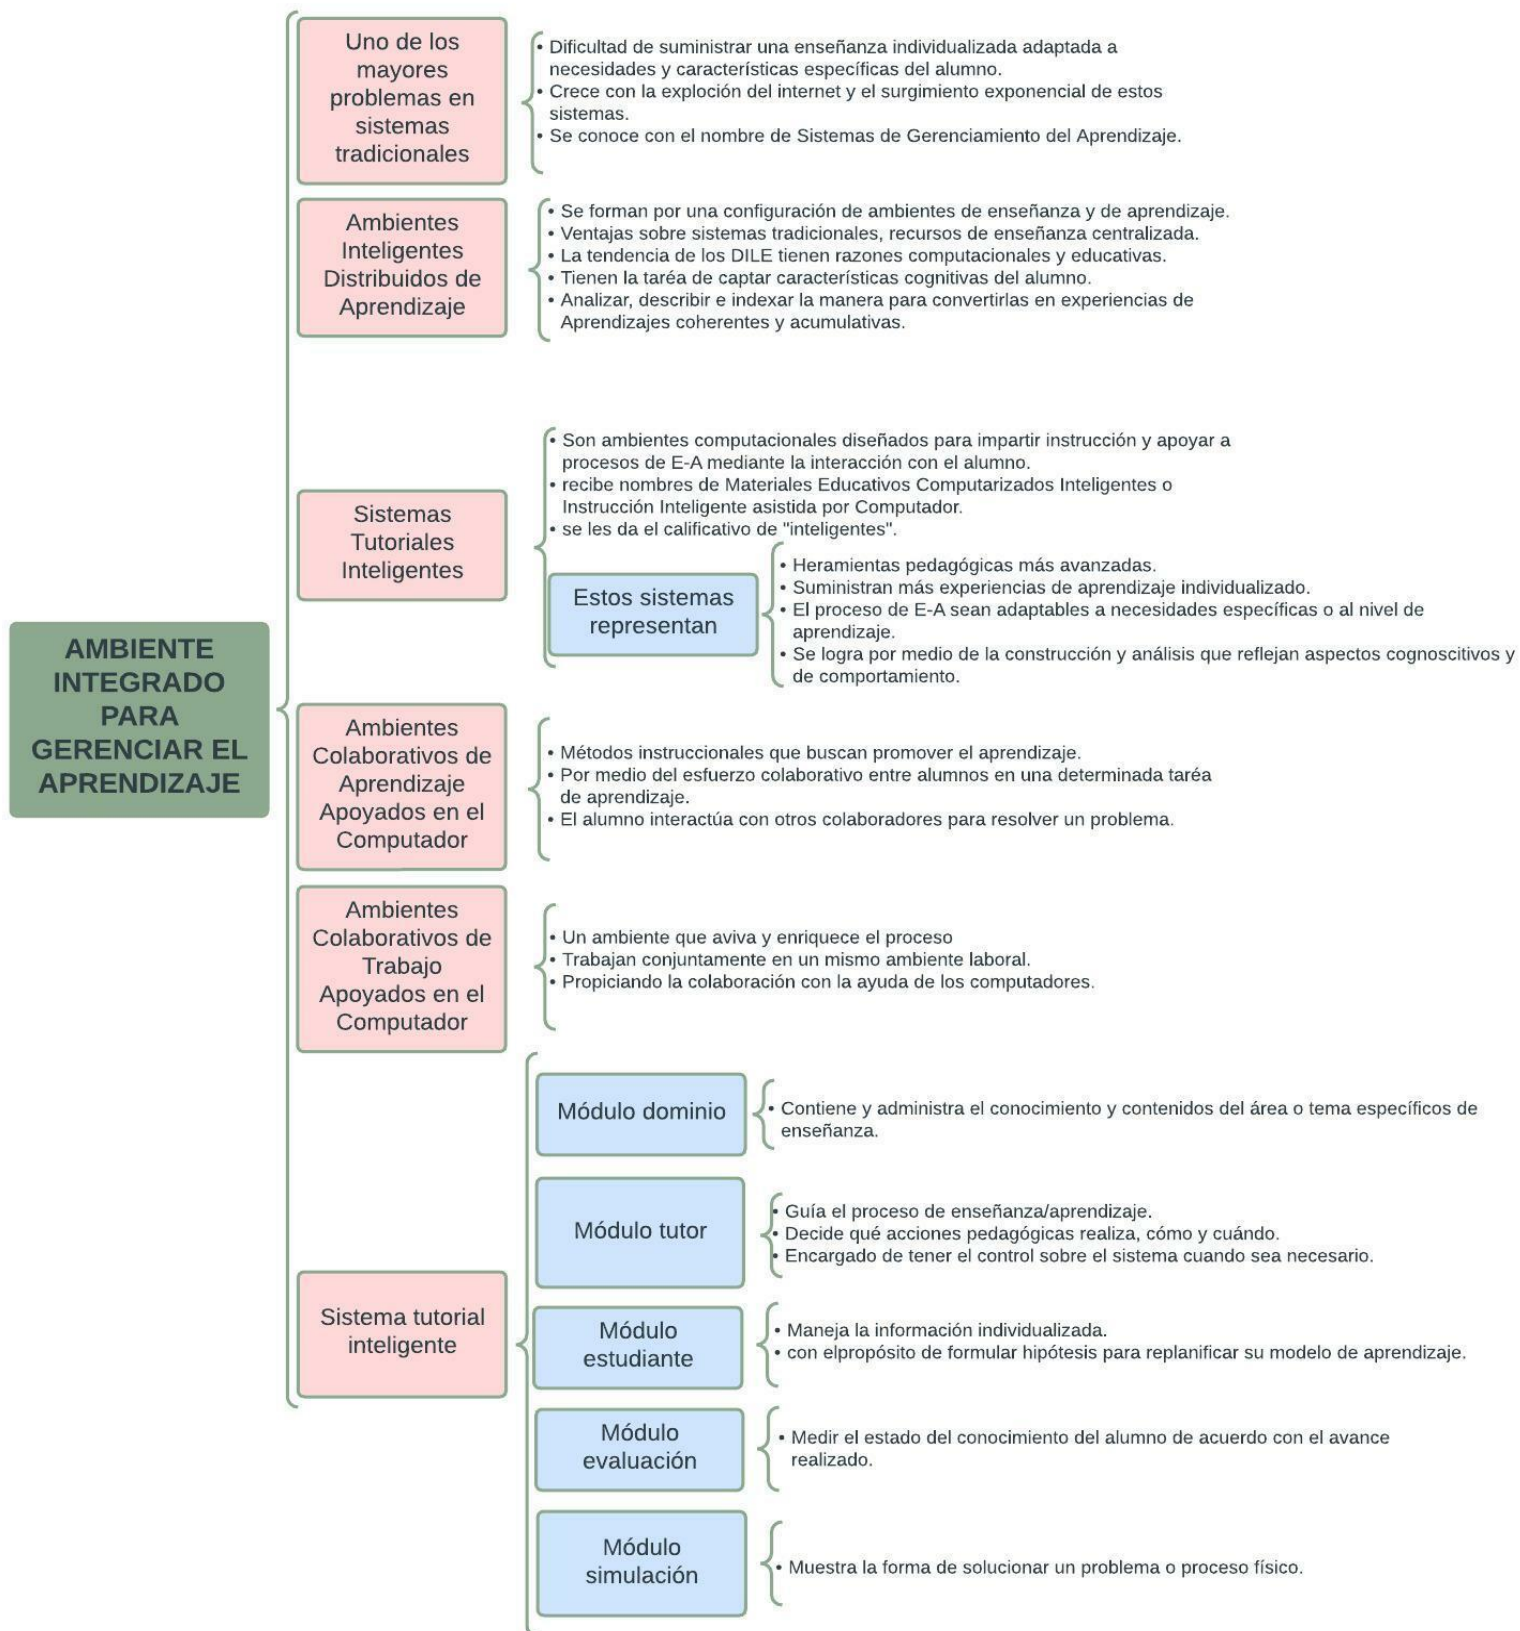 AMBIENTE
INTEGRADO
PARA
GERENCIAR EL
APRENDIZAJE
Uno de los
mayores
problemas en
sistemas
tradicionales
• Dificultad de suministrar una enseñanza individualizada adaptada a
necesidades y características específicas del alumno.
• Crece con la exploción del internet y el surgimiento exponencial de estos
sistemas.
• Se conoce con el nombre de Sistemas de Gerenciamiento del Aprendizaje.
Ambientes
Inteligentes
Distribuidos de
Aprendizaje
• Se forman por una configuración de ambientes de enseñanza y de aprendizaje.
• Ventajas sobre sistemas tradicionales, recursos de enseñanza centralizada.
• La tendencia de los DILE tienen razones computacionales y educativas.
• Tienen la taréa de captar características cognitivas del alumno.
• Analizar, describir e indexar la manera para convertirlas en experiencias de
Aprendizajes coherentes y acumulativas.
Sistemas
Tutoriales
Inteligentes
• Son ambientes computacionales diseñados para impartir instrucción y apoyar a
procesos de E-A mediante la interacción con el alumno.
• recibe nombres de Materiales Educativos Computarizados Inteligentes o
Instrucción Inteligente asistida por Computador.
• se les da el calificativo de "inteligentes".
Estos sistemas
representan
• Heramientas pedagógicas más avanzadas.
• Suministran más experiencias de aprendizaje individualizado.
• El proceso de E-A sean adaptables a necesidades específicas o al nivel de
aprendizaje.
• Se logra por medio de la construcción y análisis que reflejan aspectos cognoscitivos y
de comportamiento.
Ambientes
Colaborativos de
Aprendizaje
Apoyados en el
Computador
• Métodos instruccionales que buscan promover el aprendizaje.
• Por medio del esfuerzo colaborativo entre alumnos en una determinada taréa
de aprendizaje.
• El alumno interactúa con otros colaboradores para resolver un problema.
Ambientes
Colaborativos de
Trabajo
Apoyados en el
Computador
• Un ambiente que aviva y enriquece el proceso
• Trabajan conjuntamente en un mismo ambiente laboral.
• Propiciando la colaboración con la ayuda de los computadores.
Sistema tutorial
inteligente
Módulo dominio
• Contiene y administra el conocimiento y contenidos del área o tema específicos de
enseñanza.
Módulo tutor
• Guía el proceso de enseñanza/aprendizaje.
• Decide qué acciones pedagógicas realiza, cómo y cuándo.
• Encargado de tener el control sobre el sistema cuando sea necesario.
Módulo
estudiante
• Maneja la información individualizada.
• con elpropósito de formular hipótesis para replanificar su modelo de aprendizaje.
Módulo
evaluación
• Medir el estado del conocimiento del alumno de acuerdo con el avance
realizado.
Módulo
simulación
• Muestra la forma de solucionar un problema o proceso físico.